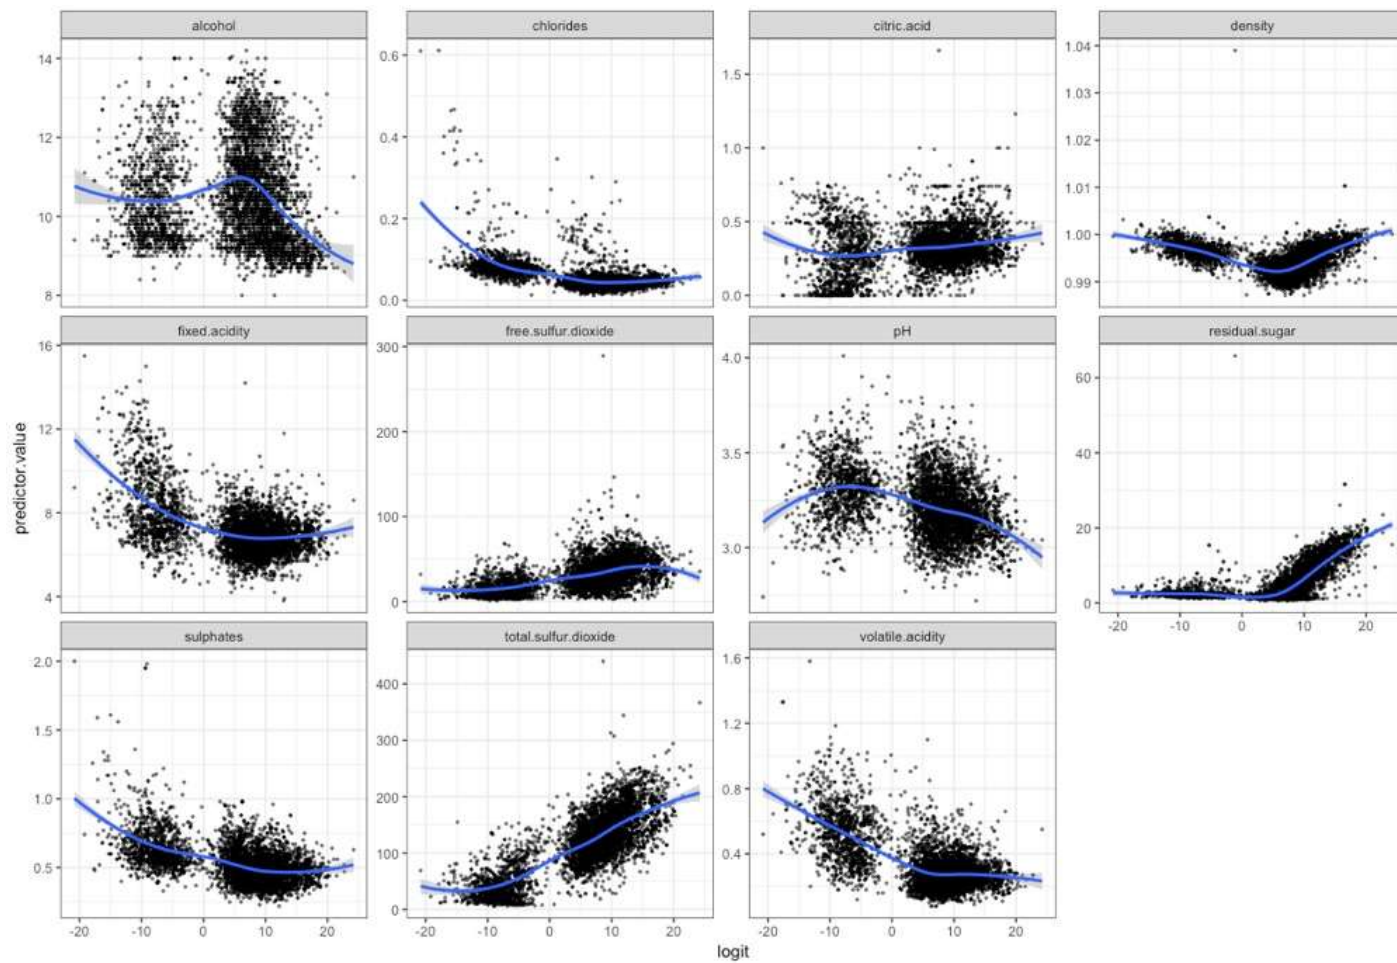 alcohol
chlorides
citric.acid
density
14
12
10
8
0.6
0.4
0.2
0.0
1.5
1.0
0.5
0.0
1.04
1.03
1.02
1.01
1.00
0.99
fixed.acidity
free.sulfur.dioxide
pH
residual.sugar
predictor.value
16
12
8
4
300
200
100
0
4.0
3.5
3.0
60
40
20
0
-20 -10 0 10 20
sulphates
total.sulfur.dioxide
volatile.acidity
2.0
1.5
1.0
0.5
400
300
200
100
0
1.6
1.2
0.8
0.4
-20 -10 0 10 20
-20 -10 0 10 20
-20 -10 0 10 20
logit